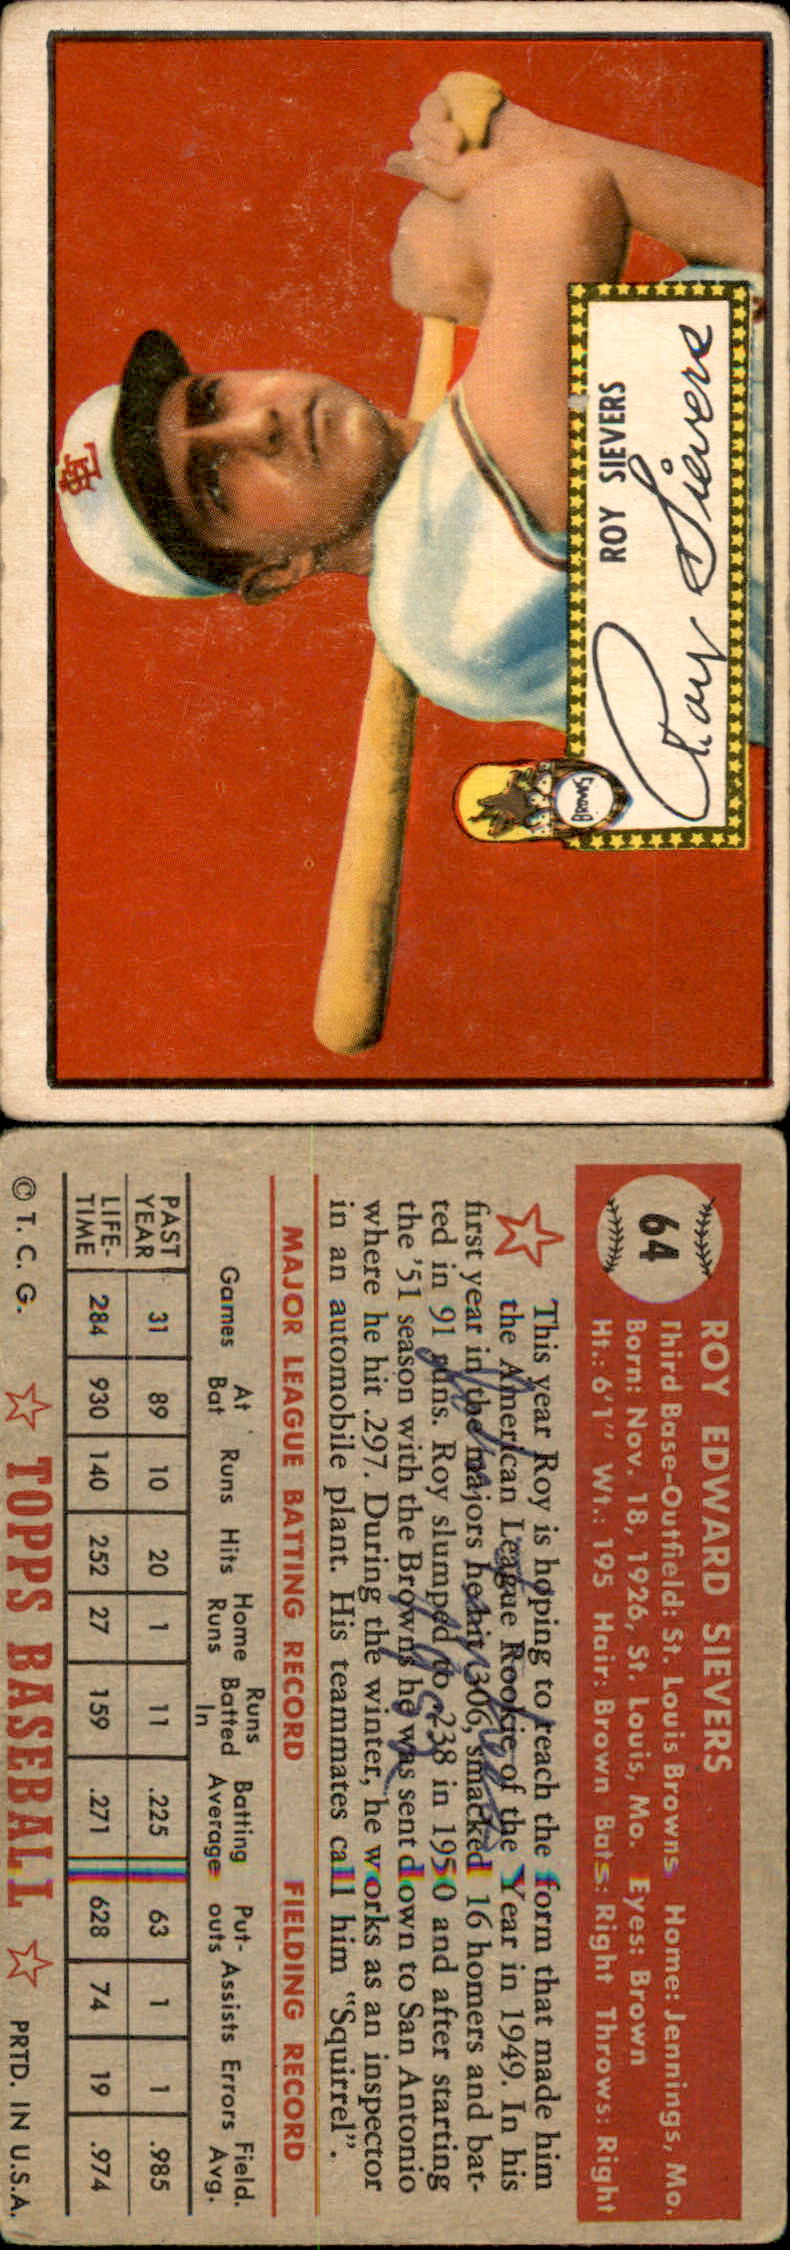 Roy Sievers
ROY SIEVERS
Browns
64
ROY EDWARD SIEVERS
Third Base-Outfield: St. Louis Browns Home: Jennings, Mo.
Born: Nov. 18, 1926, St. Louis, Mo. Eyes: Brown
Ht.: 6'1" Wt.: 195 Hair: Brown Bats: Right Throws: Right
This year Roy is hoping to reach the form that made him
the American League Rookie of the Year in 1949. In his
first year in the majors he hit .306, smacked 16 homers and bat-
ted in 91 runs. Roy slumped to .238 in 1950 and after starting
the '51 season with the Browns he was sent down to San Antonio
where he hit .297. During the winter, he works as an inspector
in an automobile plant. His teammates call him "Squirrel".
MAJOR LEAGUE BATTING RECORD FIELDING RECORD
Games At Bat Runs Hits Home Runs Runs Batted In Batting Average Put-outs Assists Errors Field. Avg.
PAST YEAR 31 89 10 20 1 11 .225 63 1 1 .985
LIFE-TIME 284 930 140 252 27 159 .271 628 74 19 .974
© T. C. G. TOPPS BASEBALL PRTD. IN U.S.A.